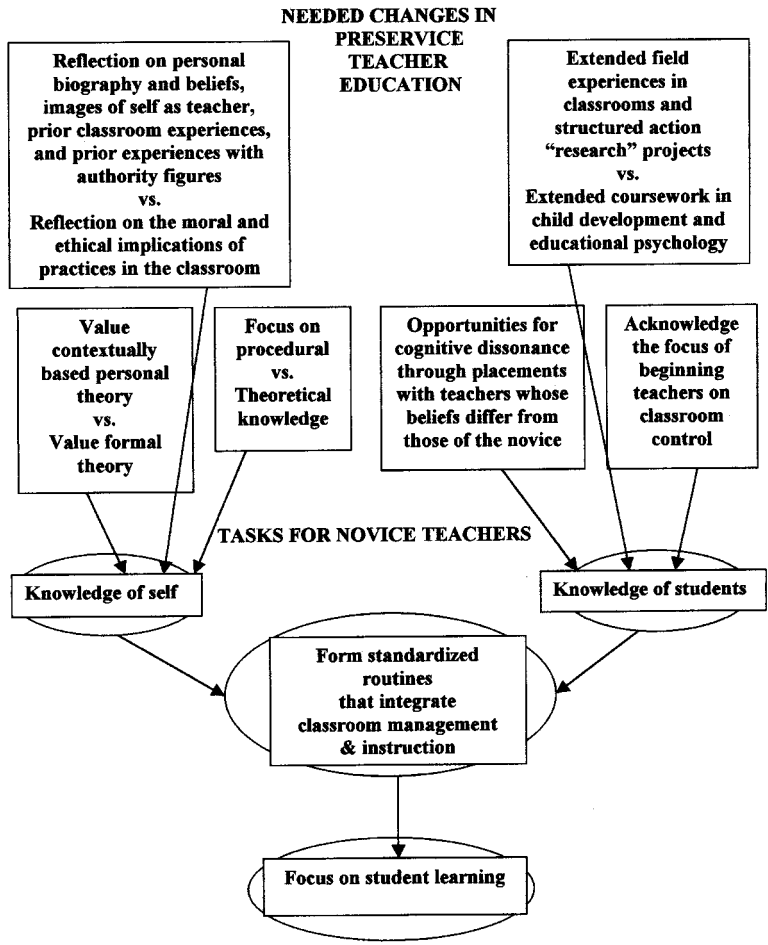 NEEDED CHANGES IN
PRESERVICE
TEACHER
EDUCATION
Reflection on personal
biography and beliefs,
images of self as teacher,
prior classroom experiences,
and prior experiences with
authority figures
vs.
Reflection on the moral and
ethical implications of
practices in the classroom
Extended field
experiences in
classrooms and
structured action
“research” projects
vs.
Extended coursework in
child development and
educational psychology
Value
contextually
based personal
theory
vs.
Value formal
theory
Focus on
procedural
vs.
Theoretical
knowledge
Opportunities for
cognitive dissonance
through placements
with teachers whose
beliefs differ from
those of the novice
Acknowledge
the focus of
beginning
teachers on
classroom
control
TASKS FOR NOVICE TEACHERS
Knowledge of self
Knowledge of students
Form standardized
routines
that integrate
classroom management
& instruction
Focus on student learning